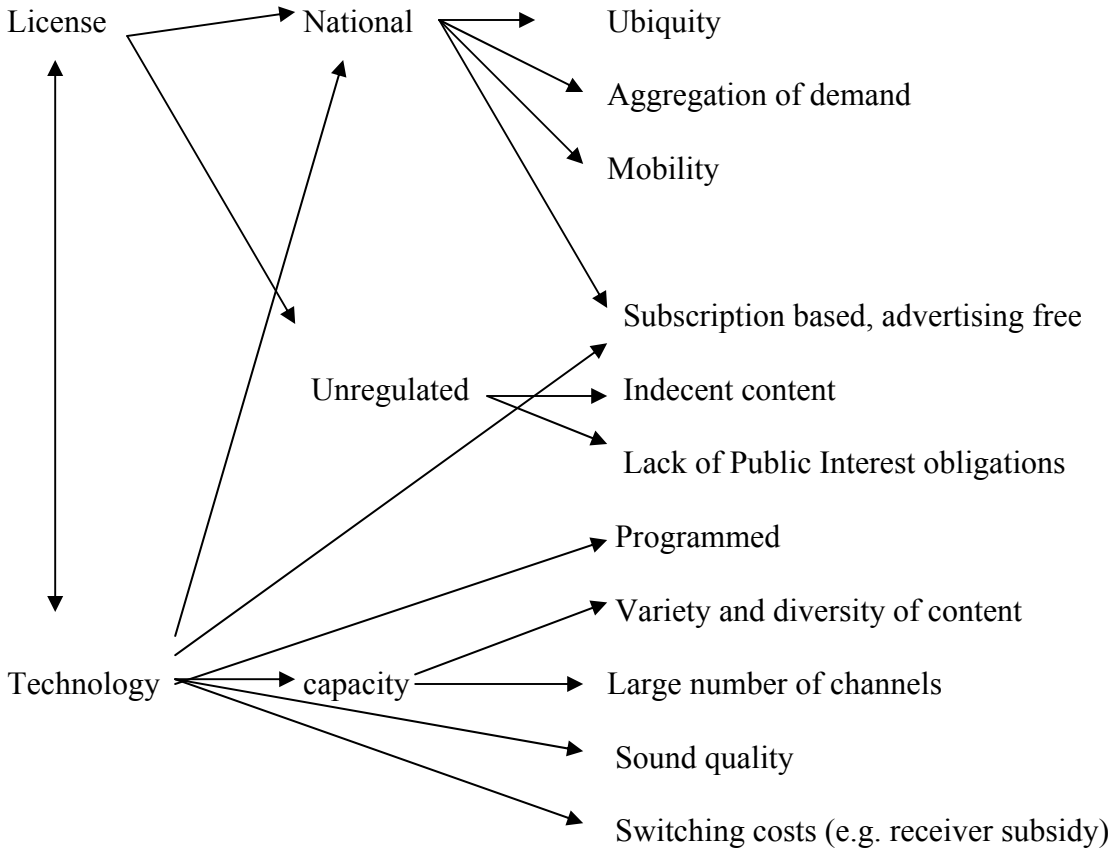 License National Ubiquity
Aggregation of demand
Mobility
Subscription based, advertising free
Unregulated Indecent content
Lack of Public Interest obligations
Programmed
Variety and diversity of content
Technology capacity Large number of channels
Sound quality
Switching costs (e.g. receiver subsidy)